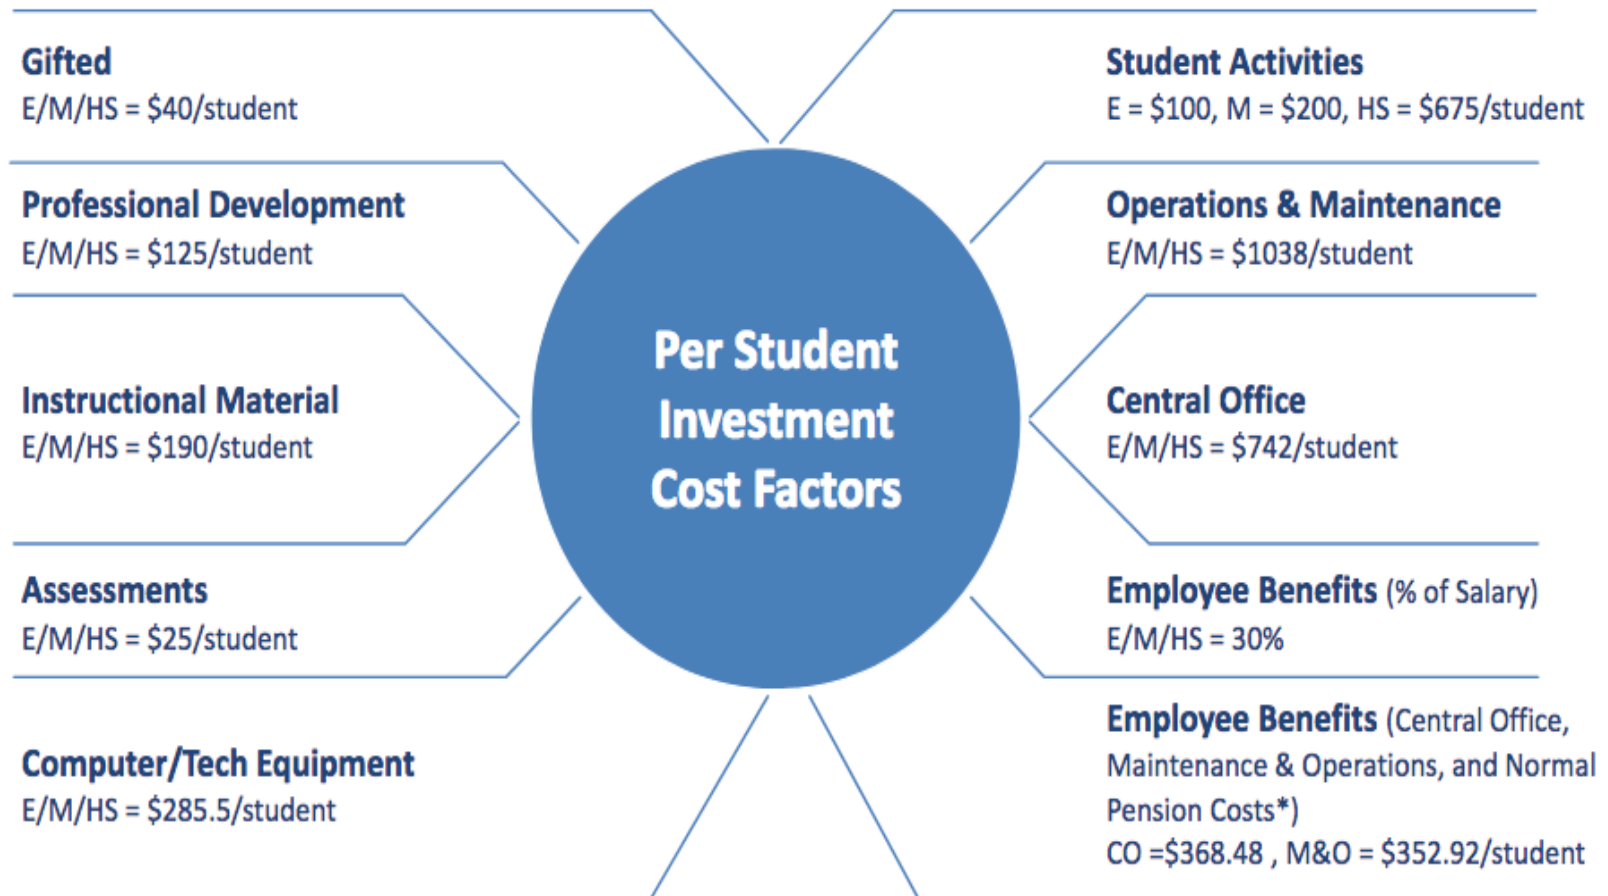 Gifted
E/M/HS = $40/student
Professional Development
E/M/HS = $125/student
Instructional Material
E/M/HS = $190/student
Assessments
E/M/HS = $25/student
Computer/Tech Equipment
E/M/HS = $285.5/student
Per Student
Investment
Cost Factors
Student Activities
E = $100, M = $200, HS = $675/student
Operations & Maintenance
E/M/HS = $1038/student
Central Office
E/M/HS = $742/student
Employee Benefits (% of Salary)
E/M/HS = 30%
Employee Benefits (Central Office,
Maintenance & Operations, and Normal
Pension Costs*)
CO =$368.48 , M&O = $352.92/student